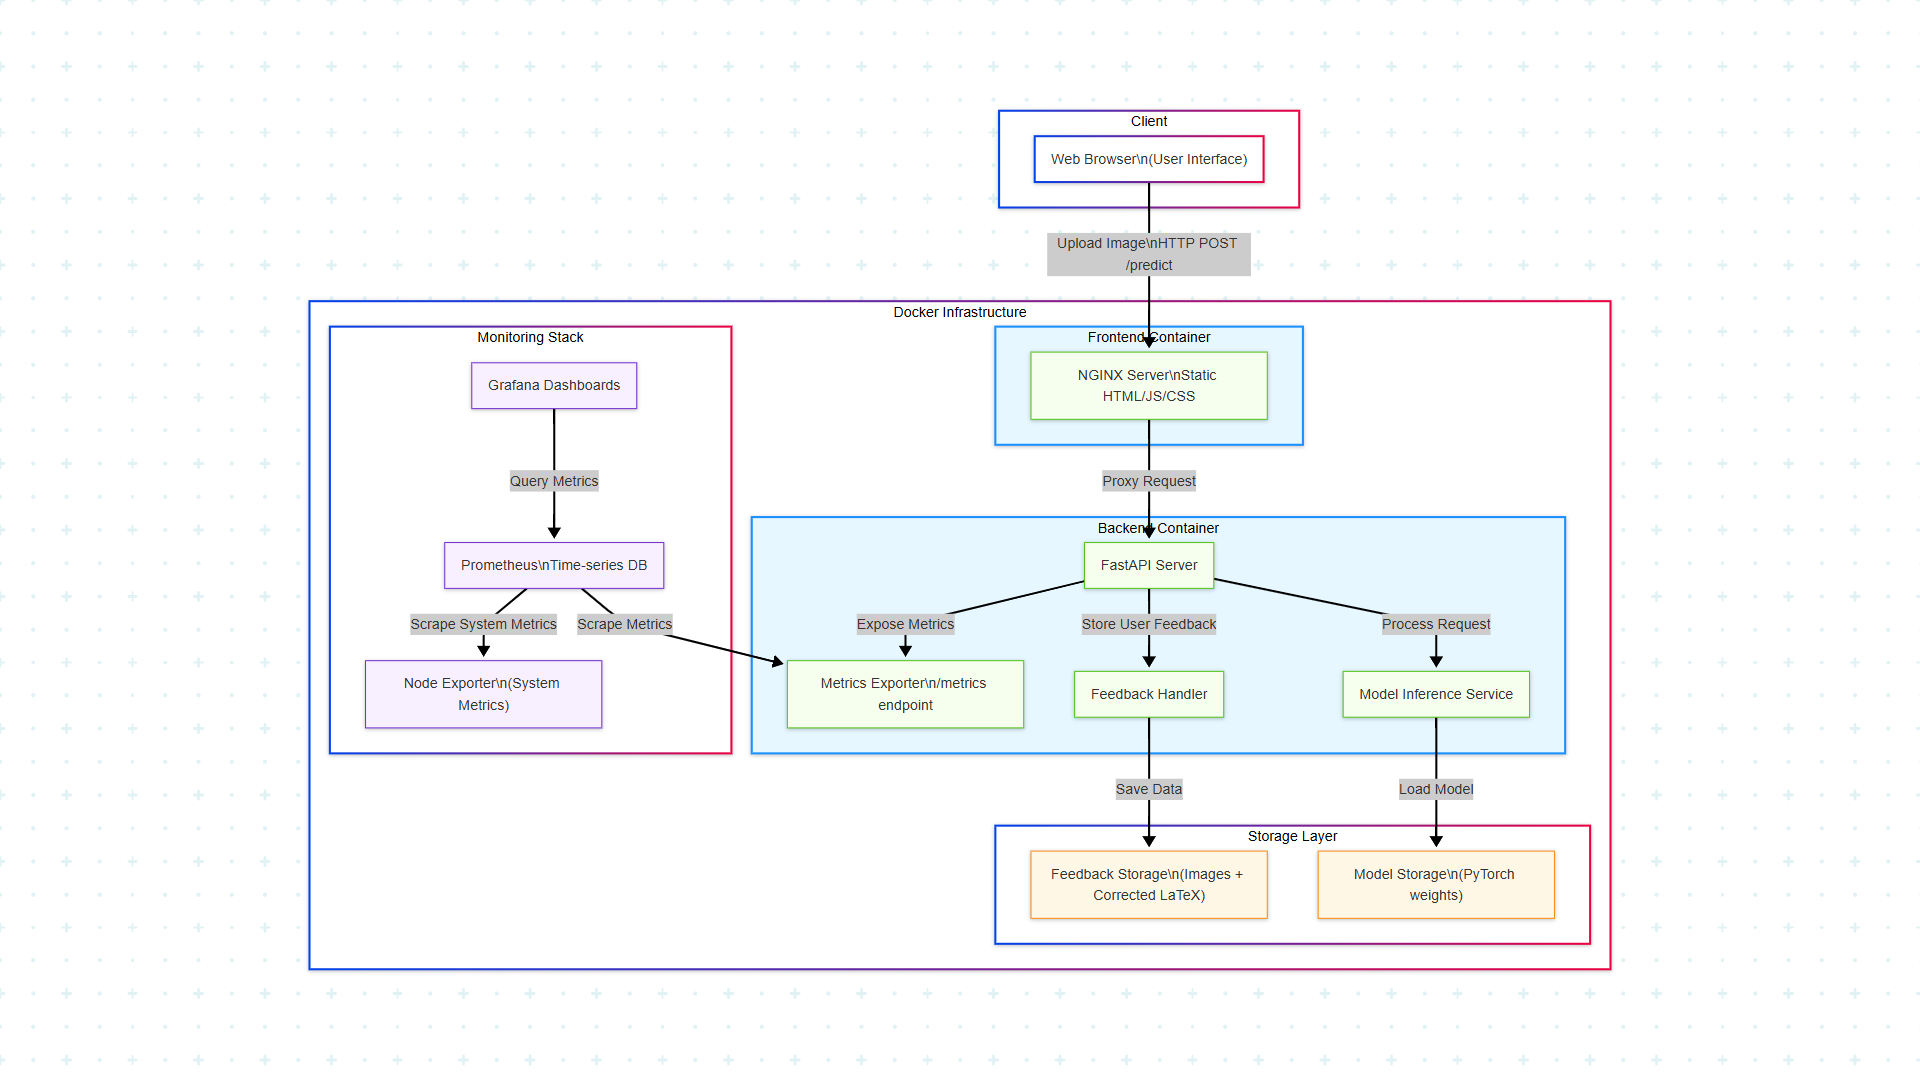 Client
Web Browser\n(User Interface)
Upload Image\nHTTP POST
/predict
Docker Infrastructure
Monitoring Stack
Grafana Dashboards
Query Metrics
Prometheus\nTime-series DB
Scrape System Metrics
Scrape Metrics
Node Exporter\n(System
Metrics)
Frontend Container
NGINX Server\nStatic
HTML/JS/CSS
Proxy Request
Backend Container
FastAPI Server
Expose Metrics
Store User Feedback
Process Request
Metrics Exporter\n/metrics
endpoint
Feedback Handler
Model Inference Service
Save Data
Load Model
Storage Layer
Feedback Storage\n(Images +
Corrected LaTeX)
Model Storage\n(PyTorch
weights)